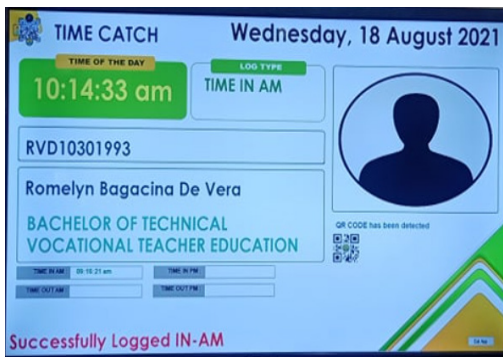 TIME CATCH
Wednesday, 18 August 2021
TIME OF THE DAY
10:14:33 am
LOG TYPE
TIME IN AM
RVD10301993
Romelyn Bagacina De Vera
BACHELOR OF TECHNICAL
VOCATIONAL TEACHER EDUCATION
QR CODE has been detected
TIME IN AM
TIME IN PM
TIME OUT AM
TIME OUT PM
Successfully Logged IN-AM